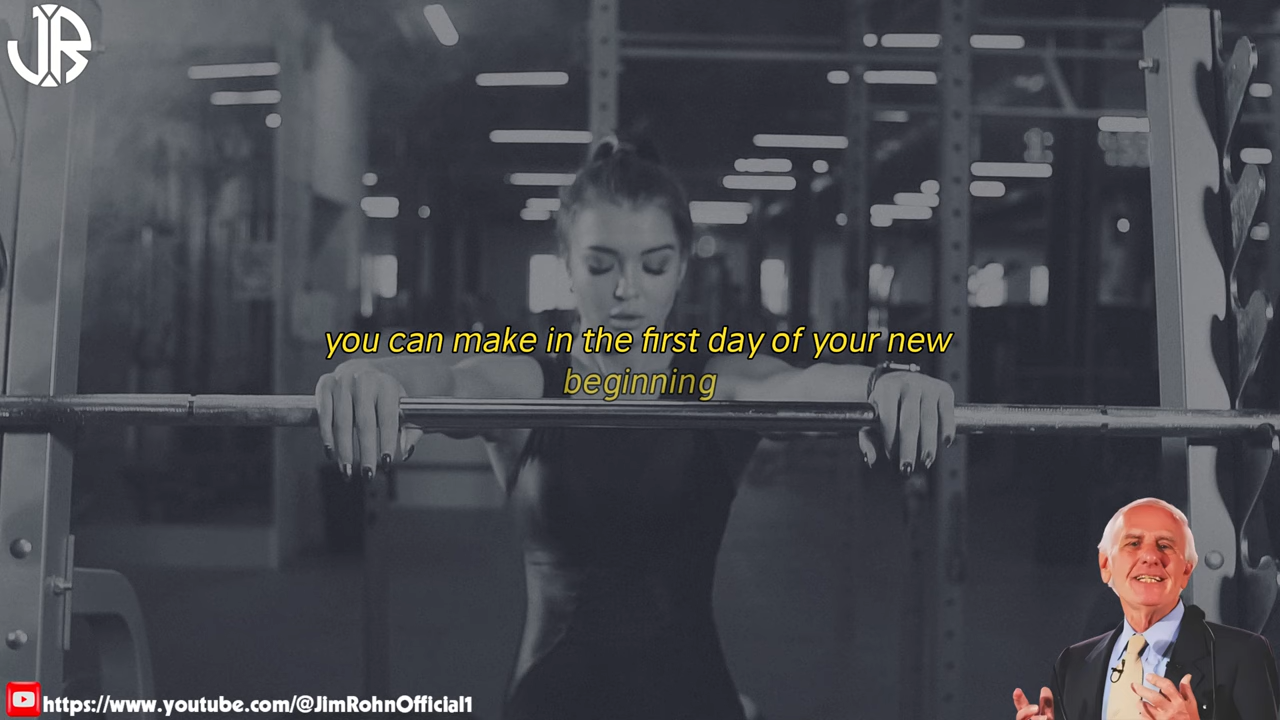 JR
you can make in the first day of your new
beginning
https://www.youtube.com/@JimRohnOfficial1